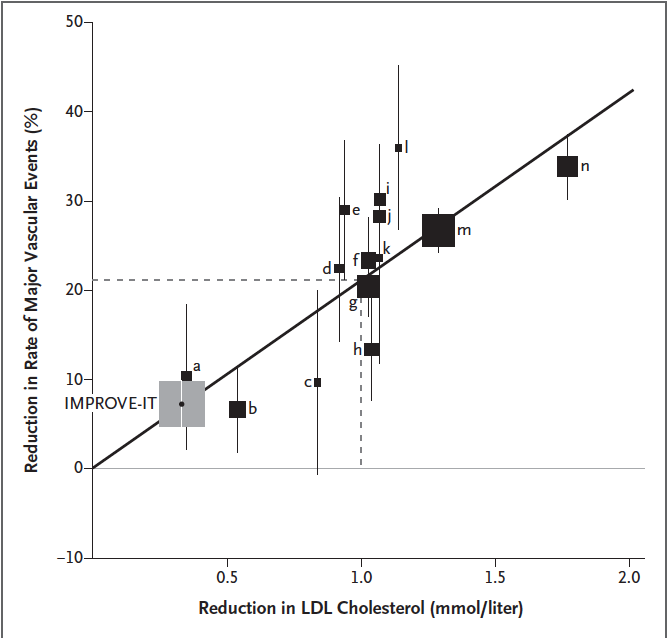 50
40
30
20
10
0
−10
Reduction in Rate of Major Vascular Events (%)
l
i
e
j
n
m
k
f
d
g
h
a
c
IMPROVE-IT
b
0.5
1.0
1.5
2.0
Reduction in LDL Cholesterol (mmol/liter)